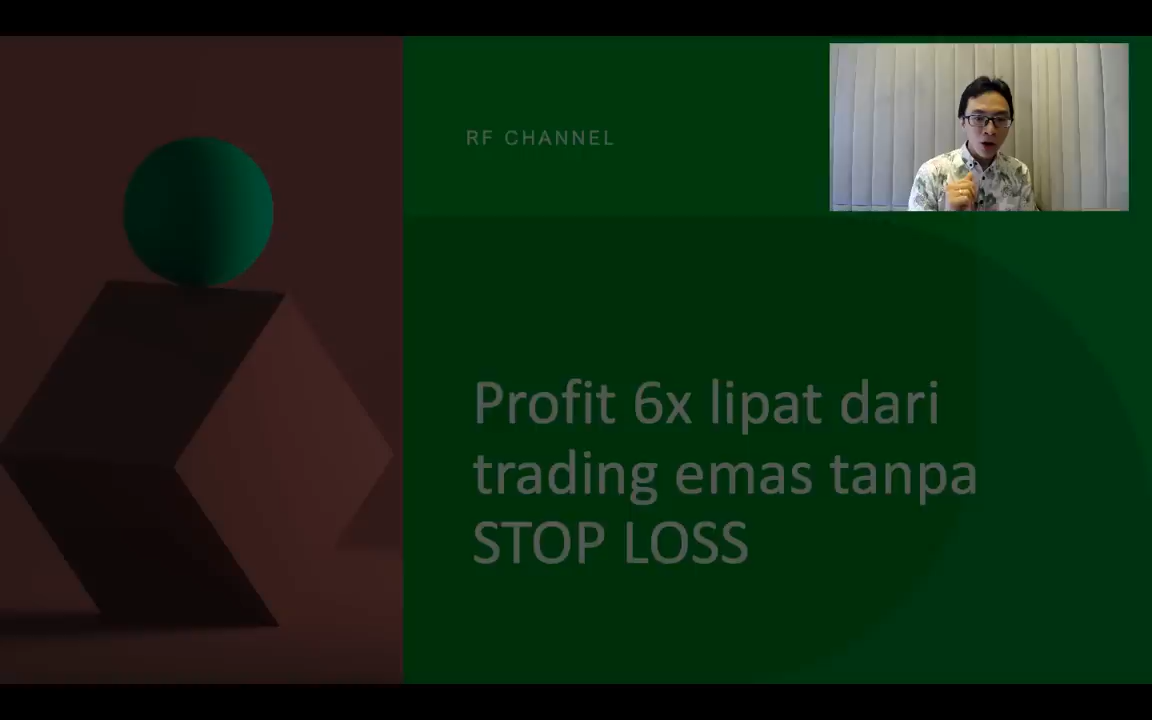 RF CHANNEL
Profit 6x lipat dari
trading emas tanpa
STOP LOSS